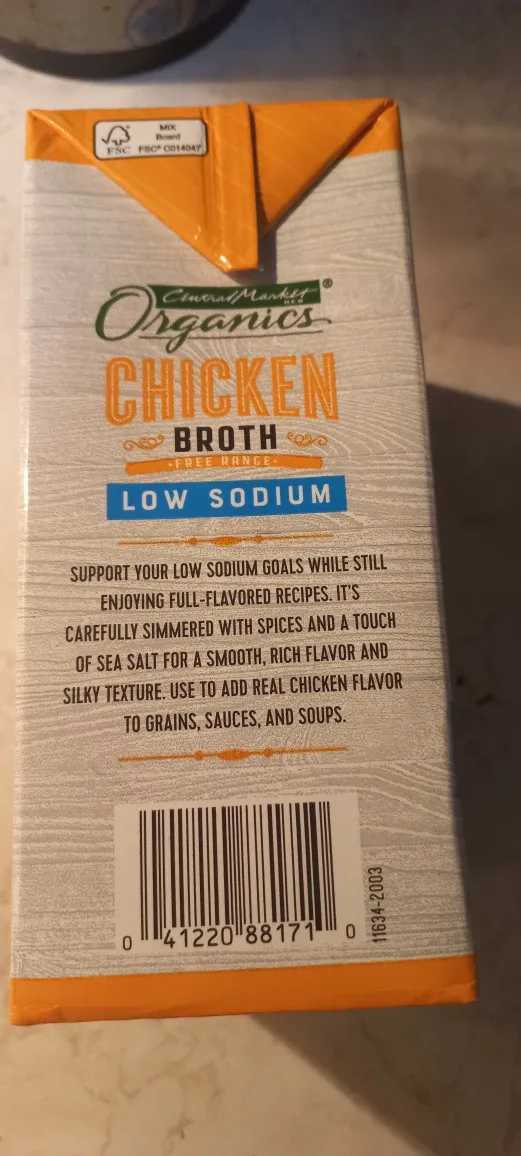 MIX
Board
FSC® C014047
FSC
Central Market
HEB
Organics®
CHICKEN
BROTH
•FREE RANGE•
LOW SODIUM
SUPPORT YOUR LOW SODIUM GOALS WHILE STILL
ENJOYING FULL-FLAVORED RECIPES. IT'S
CAREFULLY SIMMERED WITH SPICES AND A TOUCH
OF SEA SALT FOR A SMOOTH, RICH FLAVOR AND
SILKY TEXTURE. USE TO ADD REAL CHICKEN FLAVOR
TO GRAINS, SAUCES, AND SOUPS.
0 41220 88171 0
11634-2003